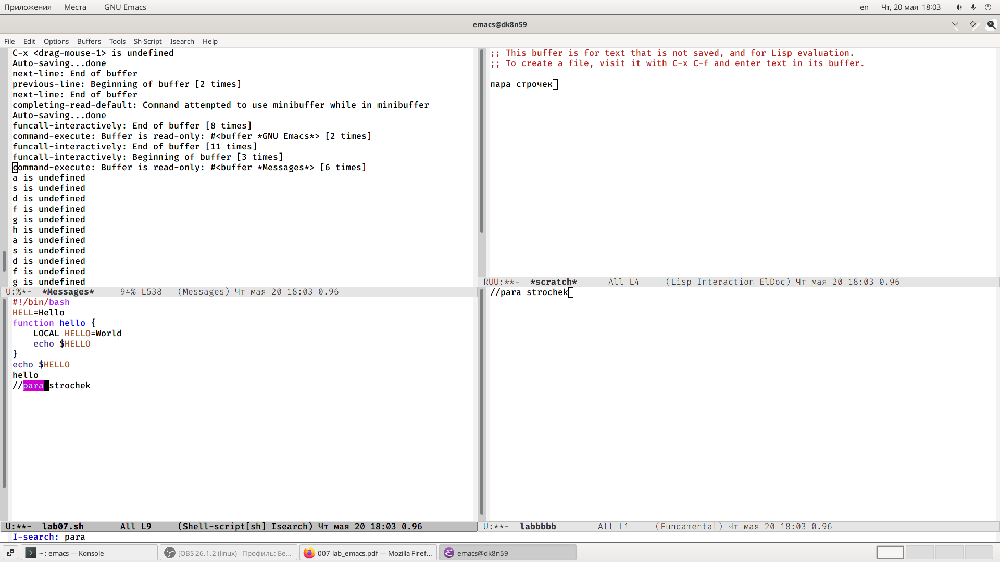 Приложения Места GNU Emacs en Чт, 20 мая 18:03
emacs@dk8n59
File Edit Options Buffers Tools Sh-Script Isearch Help
C-x <drag-mouse-1> is undefined
Auto-saving...done
next-line: End of buffer
previous-line: Beginning of buffer [2 times]
next-line: End of buffer
completing-read-default: Command attempted to use minibuffer while in minibuffer
Auto-saving...done
funcall-interactively: End of buffer [8 times]
command-execute: Buffer is read-only: #<buffer *GNU Emacs*> [2 times]
funcall-interactively: End of buffer [11 times]
funcall-interactively: Beginning of buffer [3 times]
command-execute: Buffer is read-only: #<buffer *Messages*> [6 times]
a is undefined
s is undefined
d is undefined
f is undefined
g is undefined
h is undefined
a is undefined
s is undefined
d is undefined
f is undefined
g is undefined
U:%*- *Messages* 94% L538 (Messages) Чт мая 20 18:03 0.96
;; This buffer is for text that is not saved, and for Lisp evaluation.
;; To create a file, visit it with C-x C-f and enter text in its buffer.
пара строчек
RUU:**- *scratch* All L4 (Lisp Interaction ElDoc) Чт мая 20 18:03 0.96
#!/bin/bash
HELL=Hello
function hello {
LOCAL HELLO=World
echo $HELLO
}
echo $HELLO
hello
//para strochek
U:**- lab07.sh All L9 (Shell-script[sh] Isearch) Чт мая 20 18:03 0.96
//para strochek
U:**- labbbbb All L1 (Fundamental) Чт мая 20 18:03 0.96
I-search: para
~ : emacs — Konsole
[OBS 26.1.2 (linux) - Профиль: Бе...
007-lab_emacs.pdf — Mozilla Firef...
emacs@dk8n59